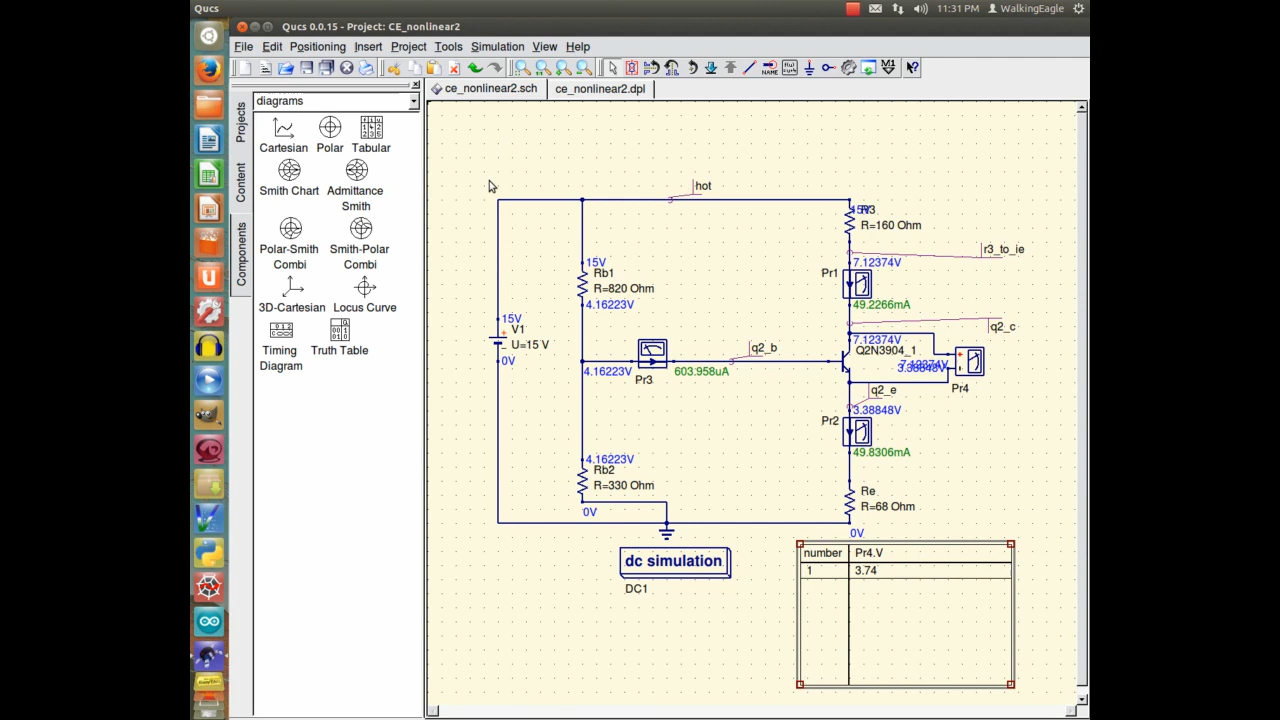 Qucs
11:31 PM
WalkingEagle
Qucs 0.0.15 - Project: CE_nonlinear2
File Edit Positioning Insert Project Tools Simulation View Help
NAME
ce_nonlinear2.sch
ce_nonlinear2.dpl
Projects
Content
Components
diagrams
Cartesian
Polar
Tabular
Smith Chart
Admittance
Smith
Polar-Smith
Combi
Smith-Polar
Combi
3D-Cartesian
Locus Curve
Timing
Diagram
Truth Table
hot
15V
R3
R=160 Ohm
r3_to_ie
7.12374V
Pr1
49.2266mA
q2_c
15V
Rb1
R=820 Ohm
4.16223V
15V
V1
U=15 V
0V
7.12374V
Q2N3904_1
7.12374V
3.38848V
Pr4
q2_b
4.16223V
Pr3
603.958uA
q2_e
3.38848V
Pr2
49.8306mA
4.16223V
Rb2
R=330 Ohm
0V
Re
R=68 Ohm
0V
dc simulation
DC1
number Pr4.V
1 3.74